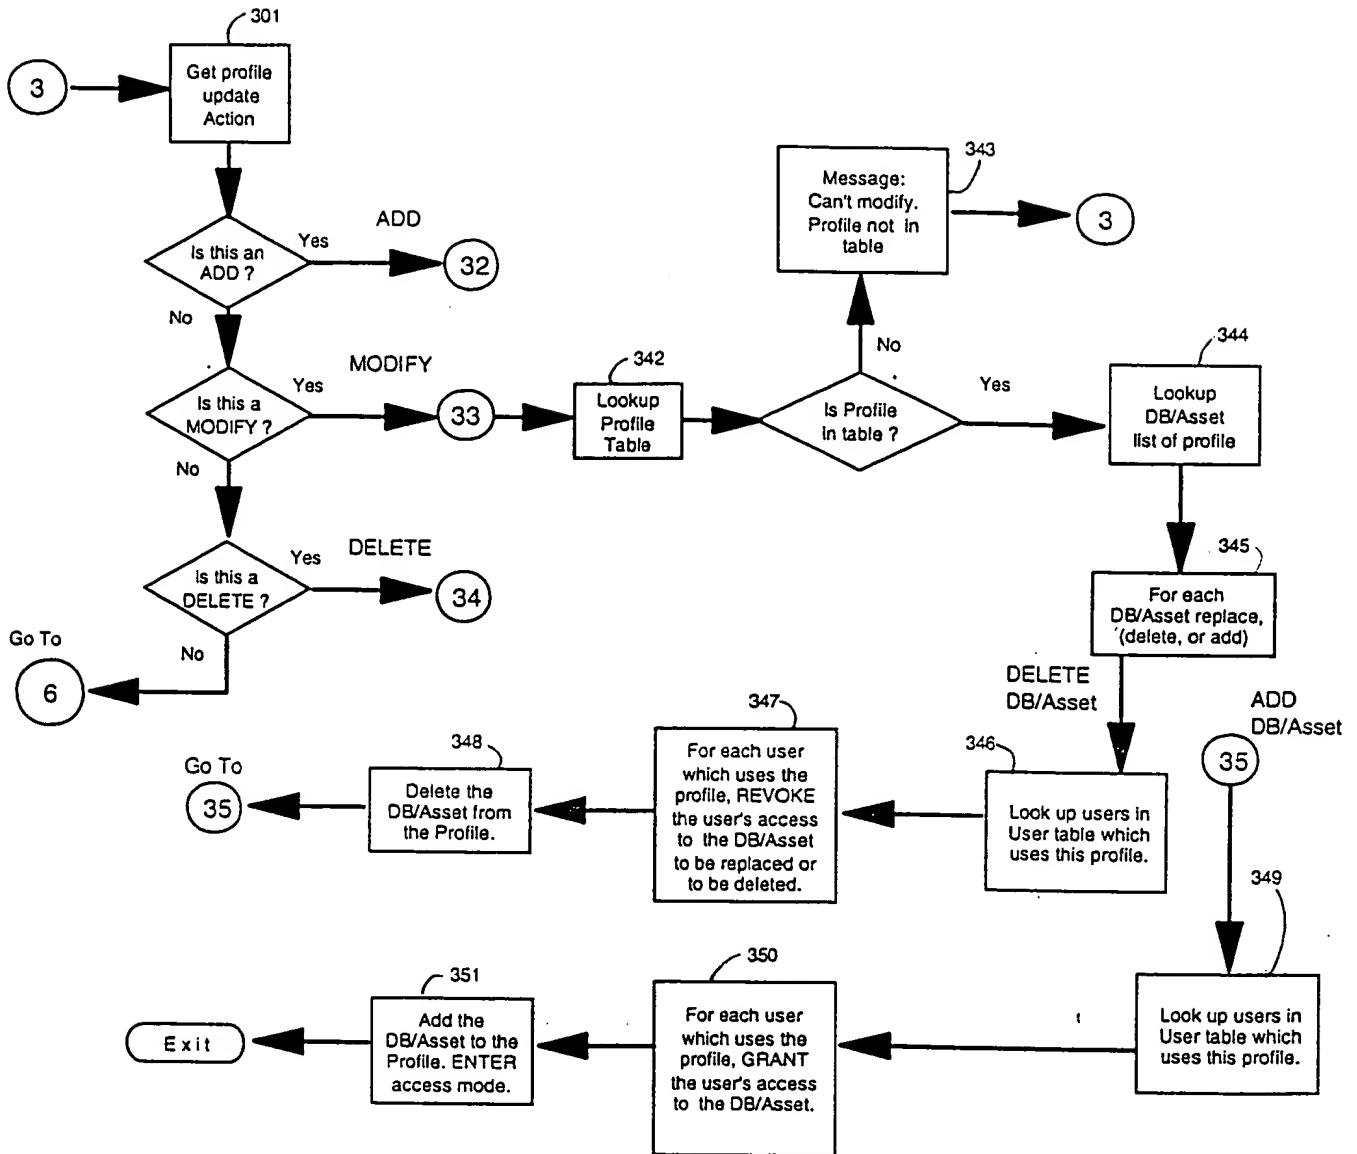 301
3
Get profile
update
Action
Is this an
ADD ?
Yes
ADD
32
No
Is this a
MODIFY ?
Yes
MODIFY
33
342
Lookup
Profile
Table
Is Profile
in table ?
No
343
Message:
Can't modify.
Profile not in
table
3
Yes
344
Lookup
DB/Asset
list of profile
No
Is this a
DELETE ?
Yes
DELETE
34
No
Go To
6
345
For each
DB/Asset replace,
(delete, or add)
DELETE
DB/Asset
ADD
DB/Asset
35
346
Look up users in
User table which
uses this profile.
347
For each user
which uses the
profile, REVOKE
the user's access
to the DB/Asset
to be replaced or
to be deleted.
348
Delete the
DB/Asset from
the Profile.
Go To
35
349
Look up users in
User table which
uses this profile.
350
For each user
which uses the
profile, GRANT
the user's access
to the DB/Asset.
351
Add the
DB/Asset to the
Profile. ENTER
access mode.
Exit